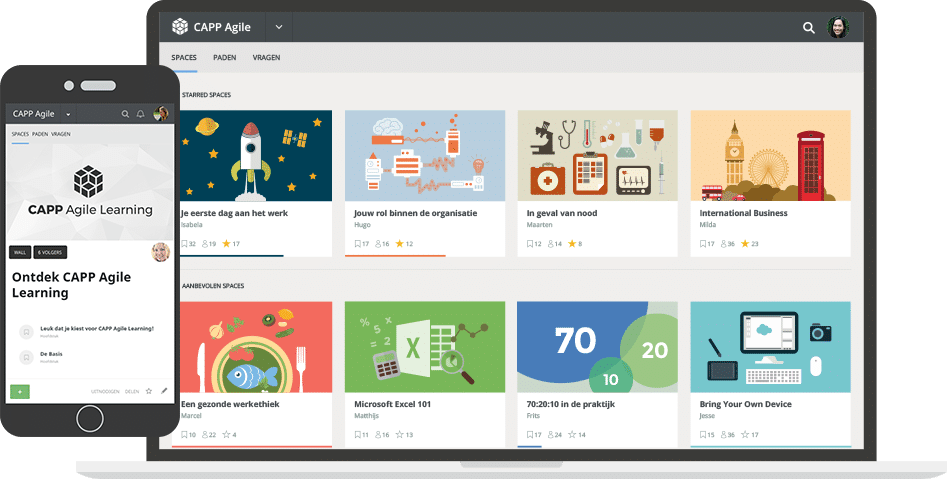 CAPP Agile
SPACES PADEN VRAGEN
STARRED SPACES
Je eerste dag aan het werk
Isabela
32 19 17
Jouw rol binnen de organisatie
Hugo
17 16 12
In geval van nood
Maarten
12 14 8
International Business
Milda
17 36 23
AANBEVOLEN SPACES
Een gezonde werkethiek
Marcel
10 22 4
% 5 × 2 =
X
Microsoft Excel 101
Matthijs
11 16 13
70
20
10
70:20:10 in de praktijk
Frits
17 24 14
Bring Your Own Device
Jesse
15 36 17
CAPP Agile
SPACES PADEN VRAGEN
CAPP Agile Learning
WALL 6 VOLGERS
Ontdek CAPP Agile
Learning
Leuk dat je kiest voor CAPP Agile Learning!
Hoofdstuk
De Basis
Hoofdstuk
+ UITNODIGEN DELEN